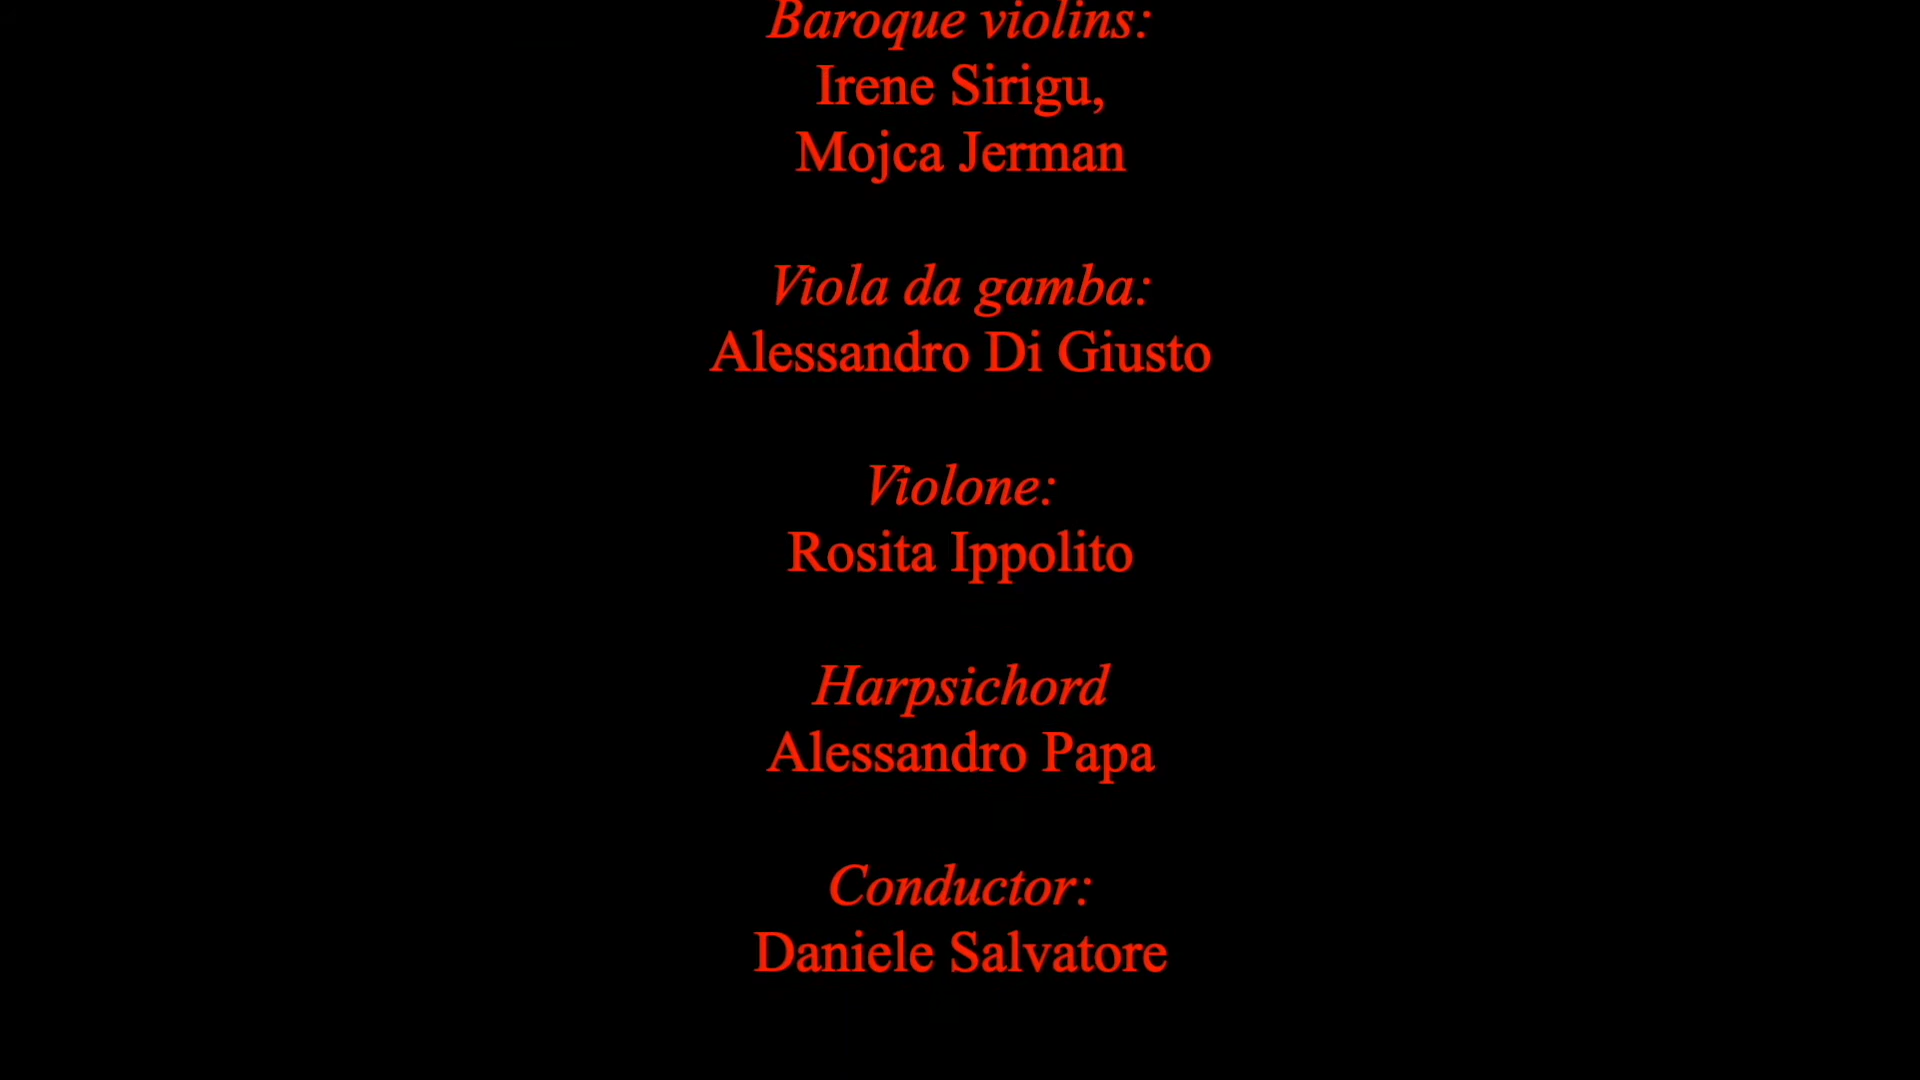 Baroque violins:
Irene Sirigu,
Mojca Jerman
Viola da gamba:
Alessandro Di Giusto
Violone:
Rosita Ippolito
Harpsichord
Alessandro Papa
Conductor:
Daniele Salvatore